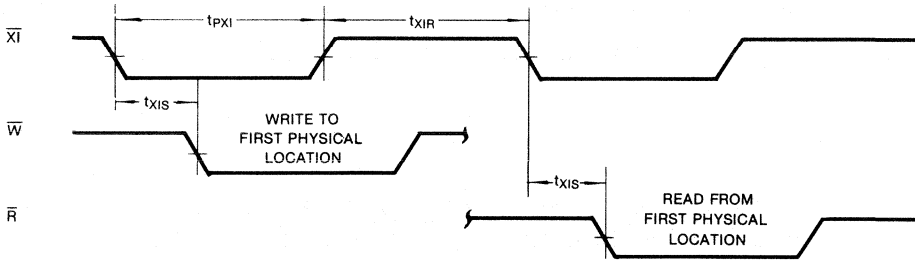 tPXI
tXIR
XI
tXIS
W
WRITE TO
FIRST PHYSICAL
LOCATION
tXIS
R
READ FROM
FIRST PHYSICAL
LOCATION